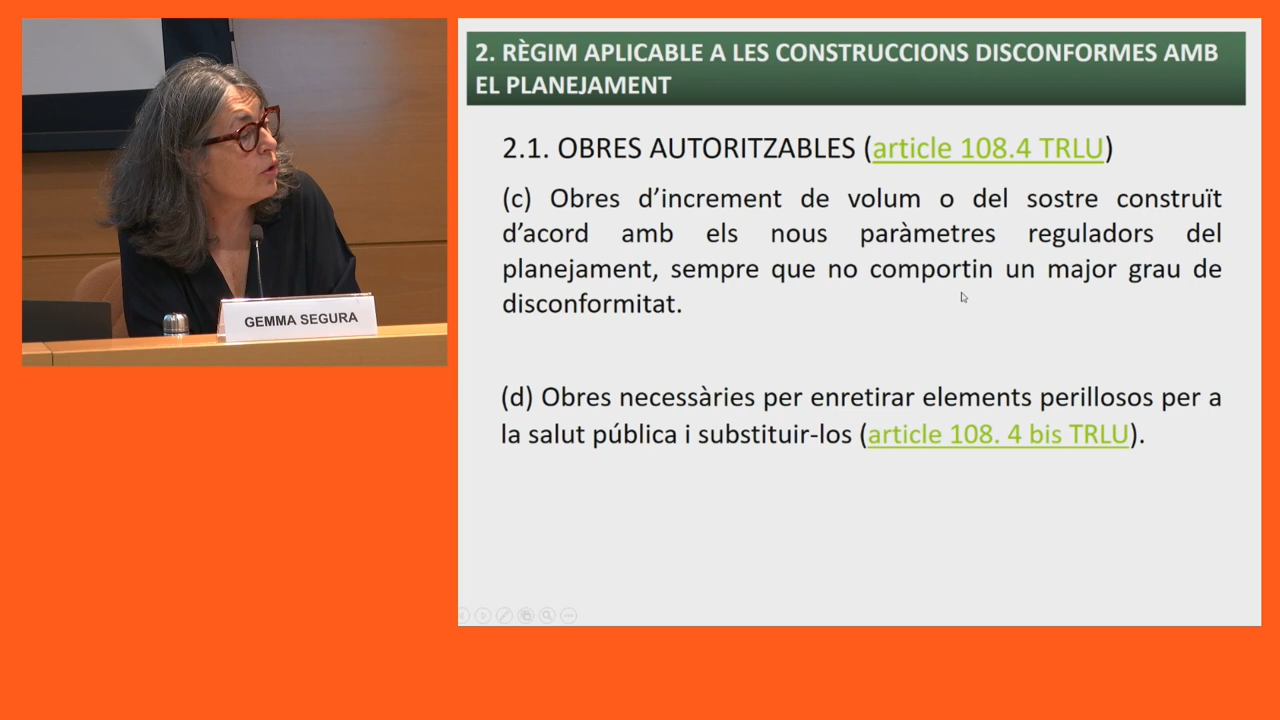 GEMMA SEGURA
2. RÈGIM APLICABLE A LES CONSTRUCCIONS DISCONFORMES AMB
EL PLANEJAMENT
2.1. OBRES AUTORITZABLES (article 108.4 TRLU)
(c) Obres d’increment de volum o del sostre construït
d’acord amb els nous paràmetres reguladors del
planejament, sempre que no comportin un major grau de
disconformitat.
(d) Obres necessàries per enretirar elements perillosos per a
la salut pública i substituir-los (article 108. 4 bis TRLU).